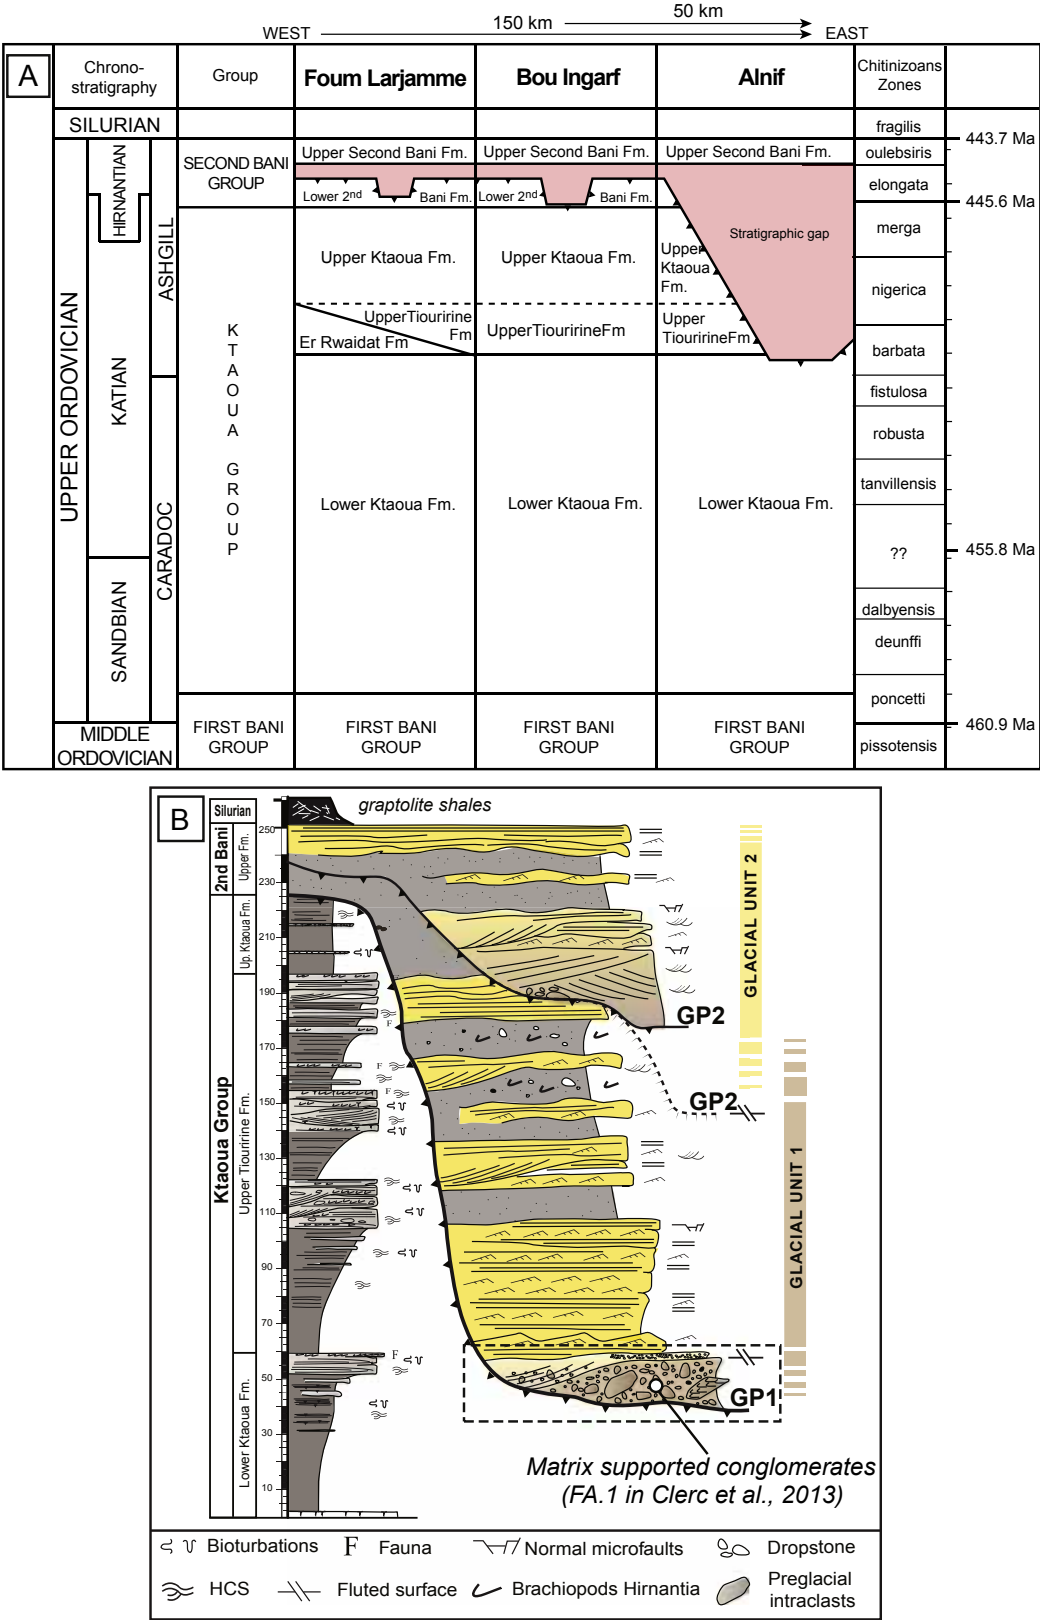 50 km
150 km
WEST
EAST
A
Chrono-
stratigraphy
Group
Foum Larjamme
Bou Ingarf
Alnif
Chitinizoans
Zones
SILURIAN
fragilis
443.7 Ma
UPPER ORDOVICIAN
HIRNANTIAN
KATIAN
SANDBIAN
ASHGILL
CARADOC
SECOND BANI
GROUP
Upper Second Bani Fm.
Upper Second Bani Fm.
Upper Second Bani Fm.
oulebsiris
Lower 2nd
Bani Fm.
Lower 2nd
Bani Fm.
elongata
445.6 Ma
Stratigraphic gap
merga
Upper Ktaoua Fm.
Upper Ktaoua Fm.
Upper
Ktaoua
Fm.
nigerica
KTAOUA GROUP
UpperTiouririne
Fm
Er Rwaidat Fm
UpperTiouririneFm
Upper
TiouririneFm
barbata
fistulosa
robusta
tanvillensis
Lower Ktaoua Fm.
Lower Ktaoua Fm.
Lower Ktaoua Fm.
??
455.8 Ma
dalbyensis
deunffi
poncetti
460.9 Ma
MIDDLE
ORDOVICIAN
FIRST BANI
GROUP
FIRST BANI
GROUP
FIRST BANI
GROUP
FIRST BANI
GROUP
pissotensis
B
Silurian
graptolite shales
2nd Bani
Upper Fm.
Ktaoua Group
Up. Ktaoua Fm.
Upper Tiouririne Fm.
Lower Ktaoua Fm.
250
230
210
190
170
150
130
110
90
70
50
30
10
F
F
F
F
GP2
GP2
GP1
GLACIAL UNIT 2
GLACIAL UNIT 1
Matrix supported conglomerates
(FA.1 in Clerc et al., 2013)
Bioturbations
F Fauna
Normal microfaults
Dropstone
HCS
Fluted surface
Brachiopods Hirnantia
Preglacial
intraclasts